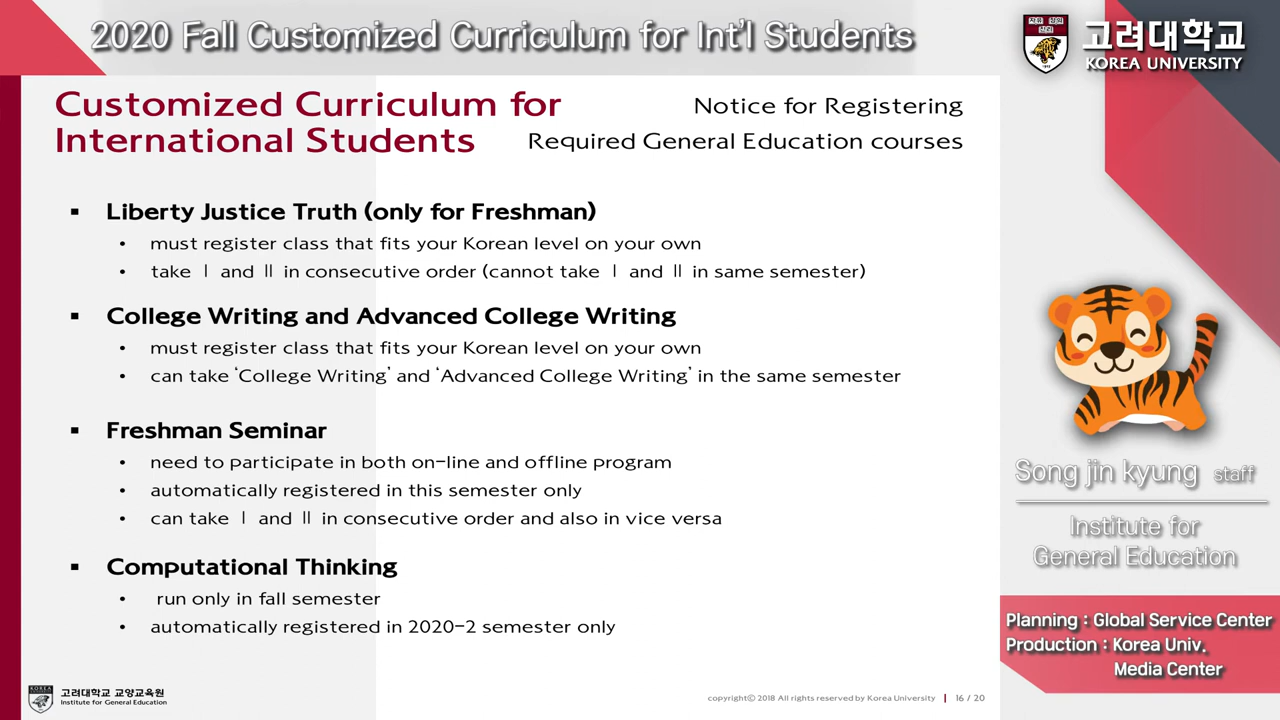 2020 Fall Customized Curriculum for Int'l Students
고려대학교
KOREA UNIVERSITY
Customized Curriculum for
International Students
Notice for Registering
Required General Education courses
▪ Liberty Justice Truth (only for Freshman)
• must register class that fits your Korean level on your own
• take Ⅰ and Ⅱ in consecutive order (cannot take Ⅰ and Ⅱ in same semester)
▪ College Writing and Advanced College Writing
• must register class that fits your Korean level on your own
• can take 'College Writing' and 'Advanced College Writing' in the same semester
▪ Freshman Seminar
• need to participate in both on-line and offline program
• automatically registered in this semester only
• can take Ⅰ and Ⅱ in consecutive order and also in vice versa
▪ Computational Thinking
• run only in fall semester
• automatically registered in 2020-2 semester only
Song jin kyung staff
Institute for
General Education
Planning : Global Service Center
Production : Korea Univ.
Media Center
KOREA
고려대학교 교양교육원
Institute for General Education
copyrightⓒ 2018 All rights reserved by Korea University | 16 / 20